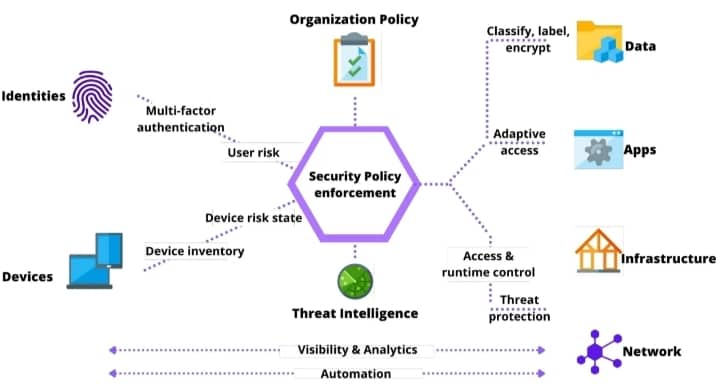 Organization Policy
Classify, label,
encrypt
Data
Identities
Multi-factor
authentication
User risk
Adaptive
access
Apps
Security Policy
enforcement
Device risk state
Device inventory
Devices
Access &
runtime control
Infrastructure
Threat Intelligence
Threat
protection
Visibility & Analytics
Network
Automation